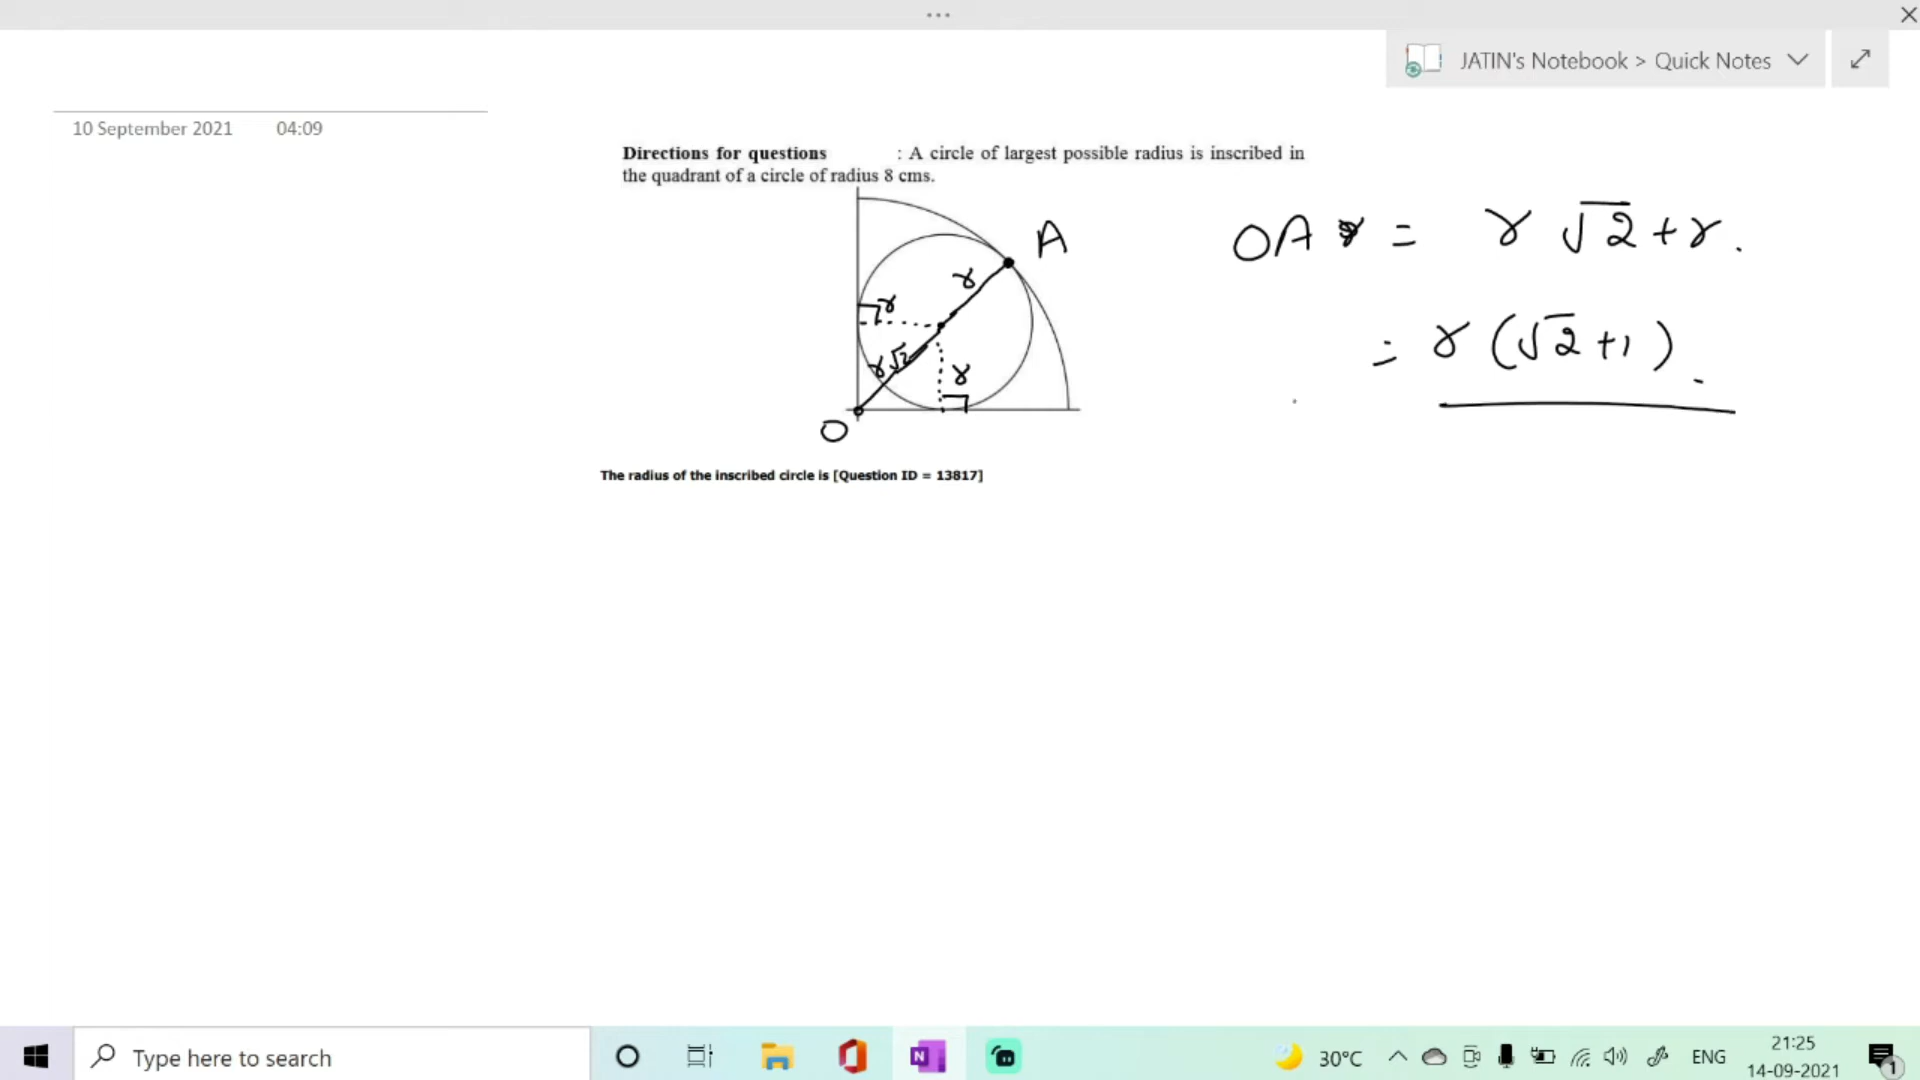 JATIN's Notebook > Quick Notes
10 September 2021 04:09
Directions for questions : A circle of largest possible radius is inscribed in
the quadrant of a circle of radius 8 cms.
A
r
r
r√2
r
O
OA = r √2 + r.
= r (√2 + 1)
The radius of the inscribed circle is [Question ID = 13817]
Type here to search
N
30°C
ENG
21:25
14-09-2021
1